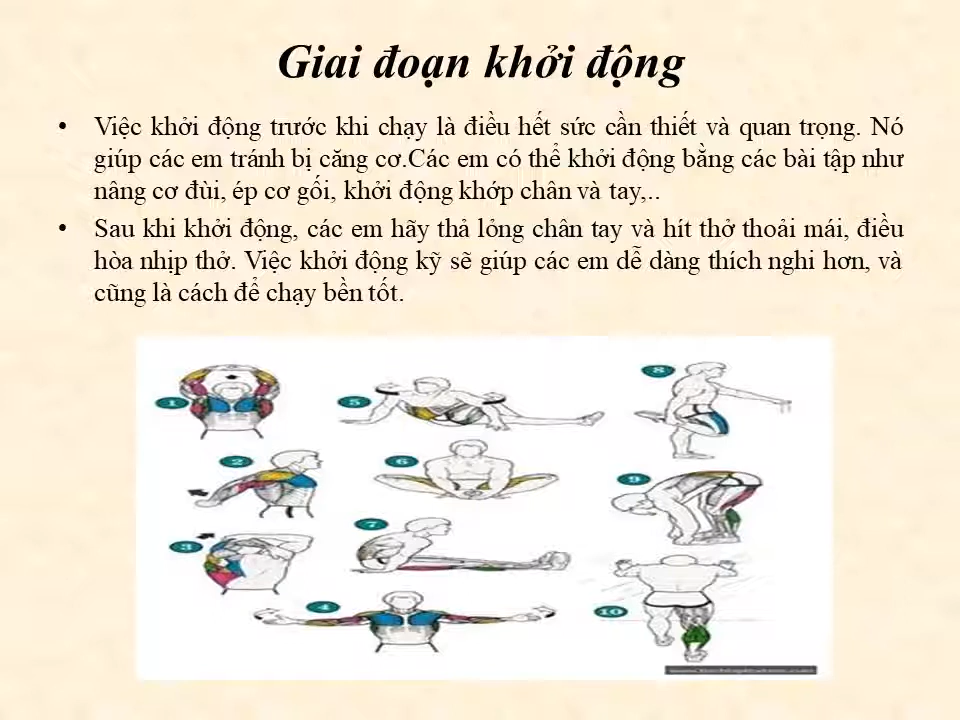 Giai đoạn khởi động
• Việc khởi động trước khi chạy là điều hết sức cần thiết và quan trọng. Nó
giúp các em tránh bị căng cơ.Các em có thể khởi động bằng các bài tập như
nâng cơ đùi, ép cơ gối, khởi động khớp chân và tay,..
• Sau khi khởi động, các em hãy thả lỏng chân tay và hít thở thoải mái, điều
hòa nhịp thở. Việc khởi động kỹ sẽ giúp các em dễ dàng thích nghi hơn, và
cũng là cách để chạy bền tốt.
1
2
3
4
5
6
7
8
9
10